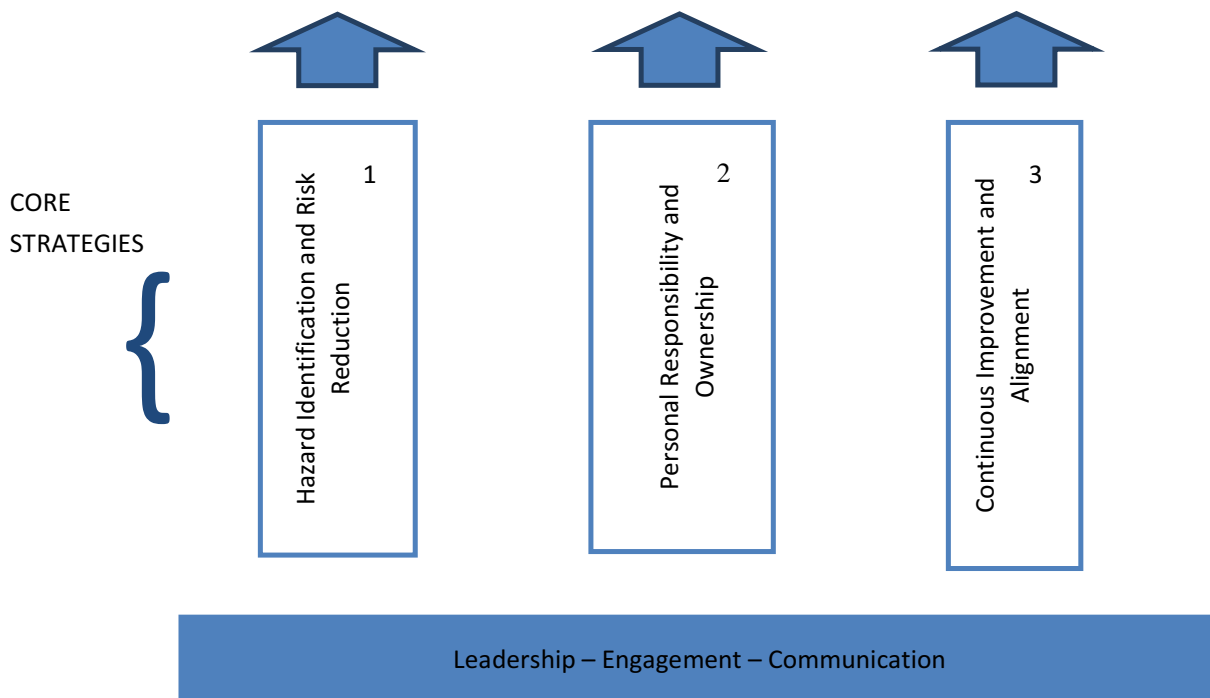 CORE
STRATEGIES
1
Hazard Identification and Risk
Reduction
2
Personal Responsibility and
Ownership
3
Continuous Improvement and
Alignment
Leadership – Engagement – Communication